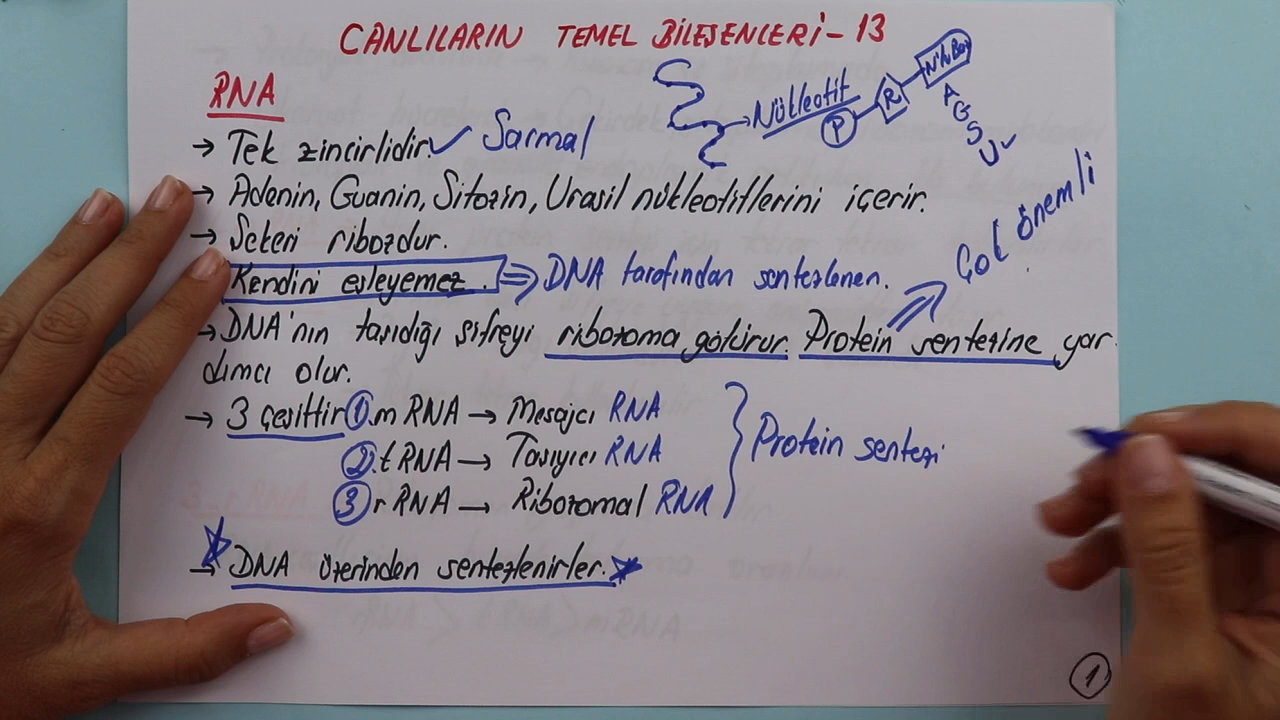 CANLILARIN TEMEL BİLEŞENLERİ - 13
RNA
→ Tek zincirlidir. ✓ Sarmal
→ Nükleotit
P R N'lu Baz
A
G
S
U ✓
→ Adenin, Guanin, Sitozin, Urasil nükleotitlerini içerir.
→ Şekeri ribozdur.
Kendini eşleyemez. ⇒ DNA tarafından sentezlenen.
Çok önemli
→ DNA'nın taşıdığı şifreyi ribozoma götürür. Protein sentezine yar
dımcı olur.
→ 3 çeşittir 1. m RNA → Mesajcı RNA
2. t RNA → Taşıyıcı RNA
3 r RNA → Ribozomal RNA
Protein sentezi
→ DNA üzerinden sentezlenirler.
1